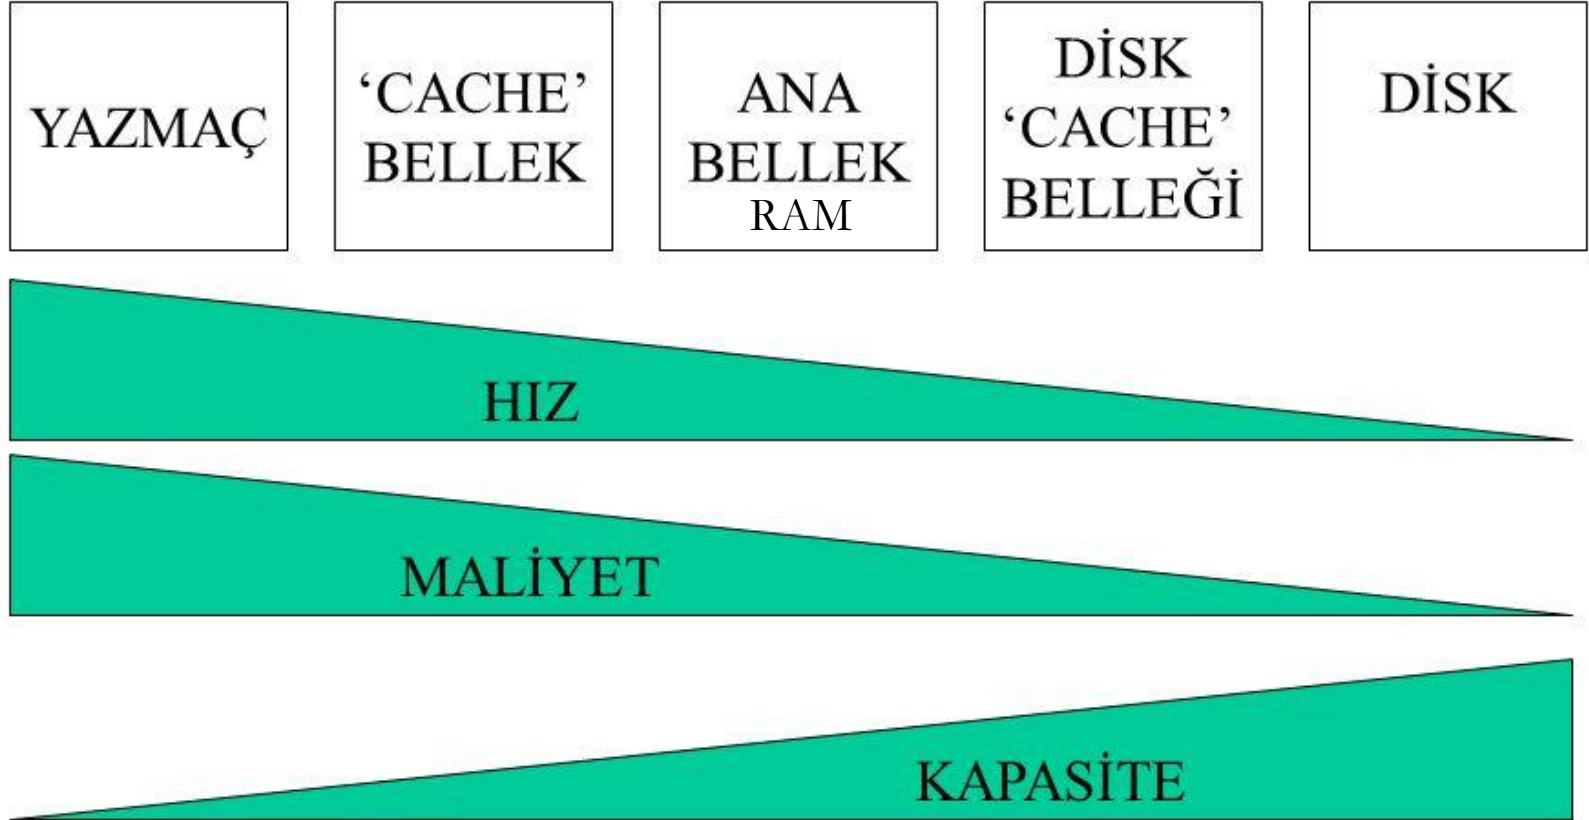 YAZMAÇ
‘CACHE’
BELLEK
ANA
BELLEK
RAM
DİSK
‘CACHE’
BELLEĞİ
DİSK
HIZ
MALİYET
KAPASİTE